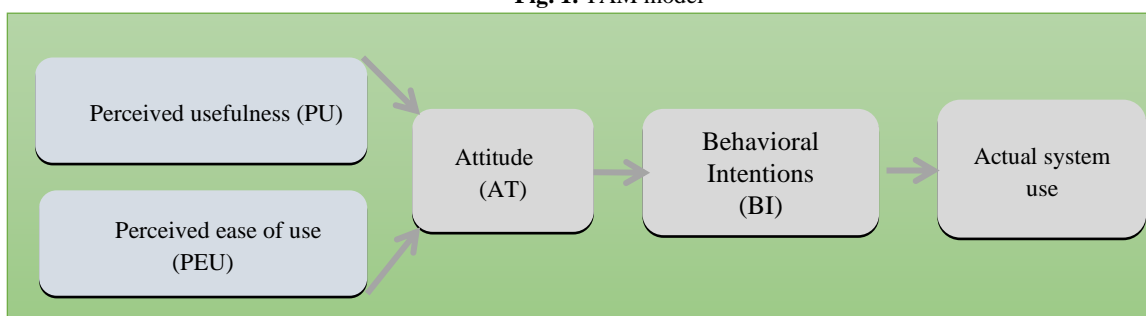 Fig. 1. TAM model
Perceived usefulness (PU)
Perceived ease of use
(PEU)
Attitude
(AT)
Behavioral
Intentions
(BI)
Actual system
use